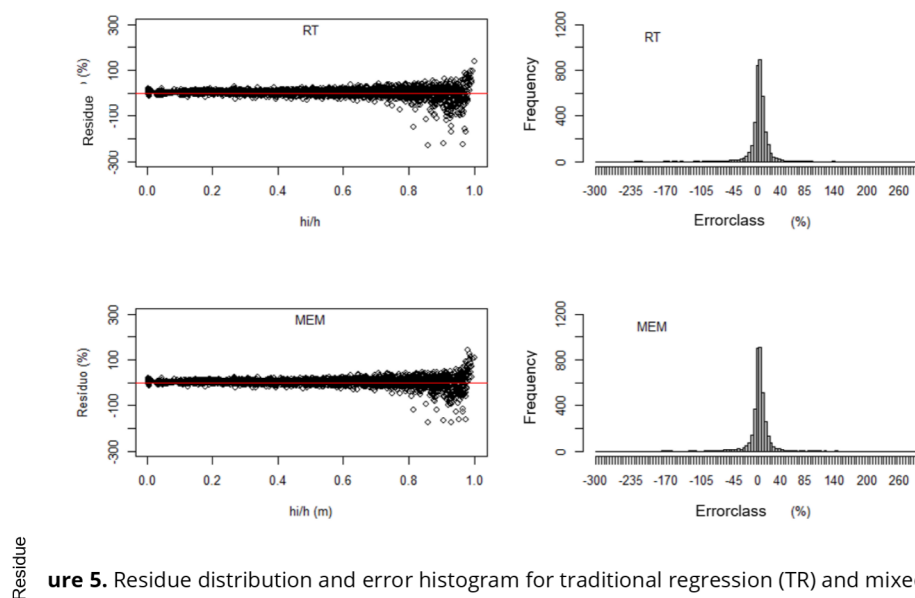 RT
300
100
-100
-300
Residue ) (%)
0.0 0.2 0.4 0.6 0.8 1.0
hi/h
RT
1200
800
400
0
Frequency
-300 -235 -170 -105 -45 0 40 85 140 200 260
Errorclass (%)
MEM
300
100
-100
-300
Residuo (%)
0.0 0.2 0.4 0.6 0.8 1.0
hi/h (m)
MEM
1200
800
400
0
Frequency
-300 -235 -170 -105 -45 0 40 85 140 200 260
Errorclass (%)
Residue
ure 5. Residue distribution and error histogram for traditional regression (TR) and mixe